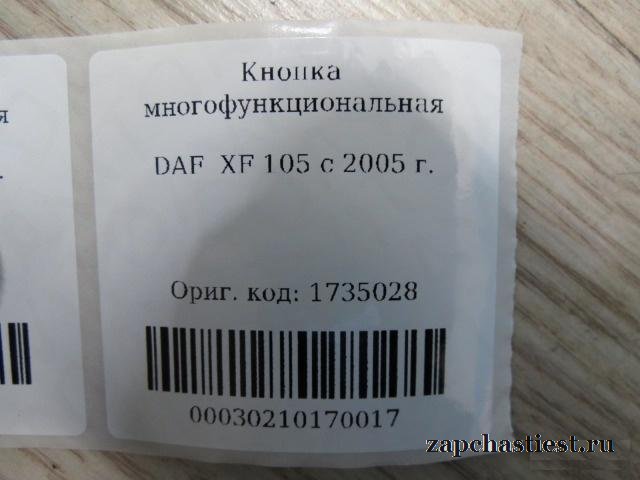 Кнопка
многофункциональная
DAF XF 105 с 2005 г.
Ориг. код: 1735028
00030210170017
я
zapchastiest.ru